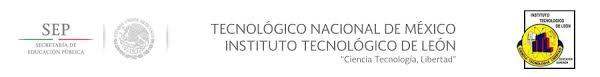 SEP
SECRETARÍA DE
EDUCACIÓN PÚBLICA
TECNOLÓGICO NACIONAL DE MÉXICO
INSTITUTO TECNOLÓGICO DE LEÓN
"Ciencia Tecnología, Libertad"
INSTITUTO
TECNOLÓGICO
DE LEÓN